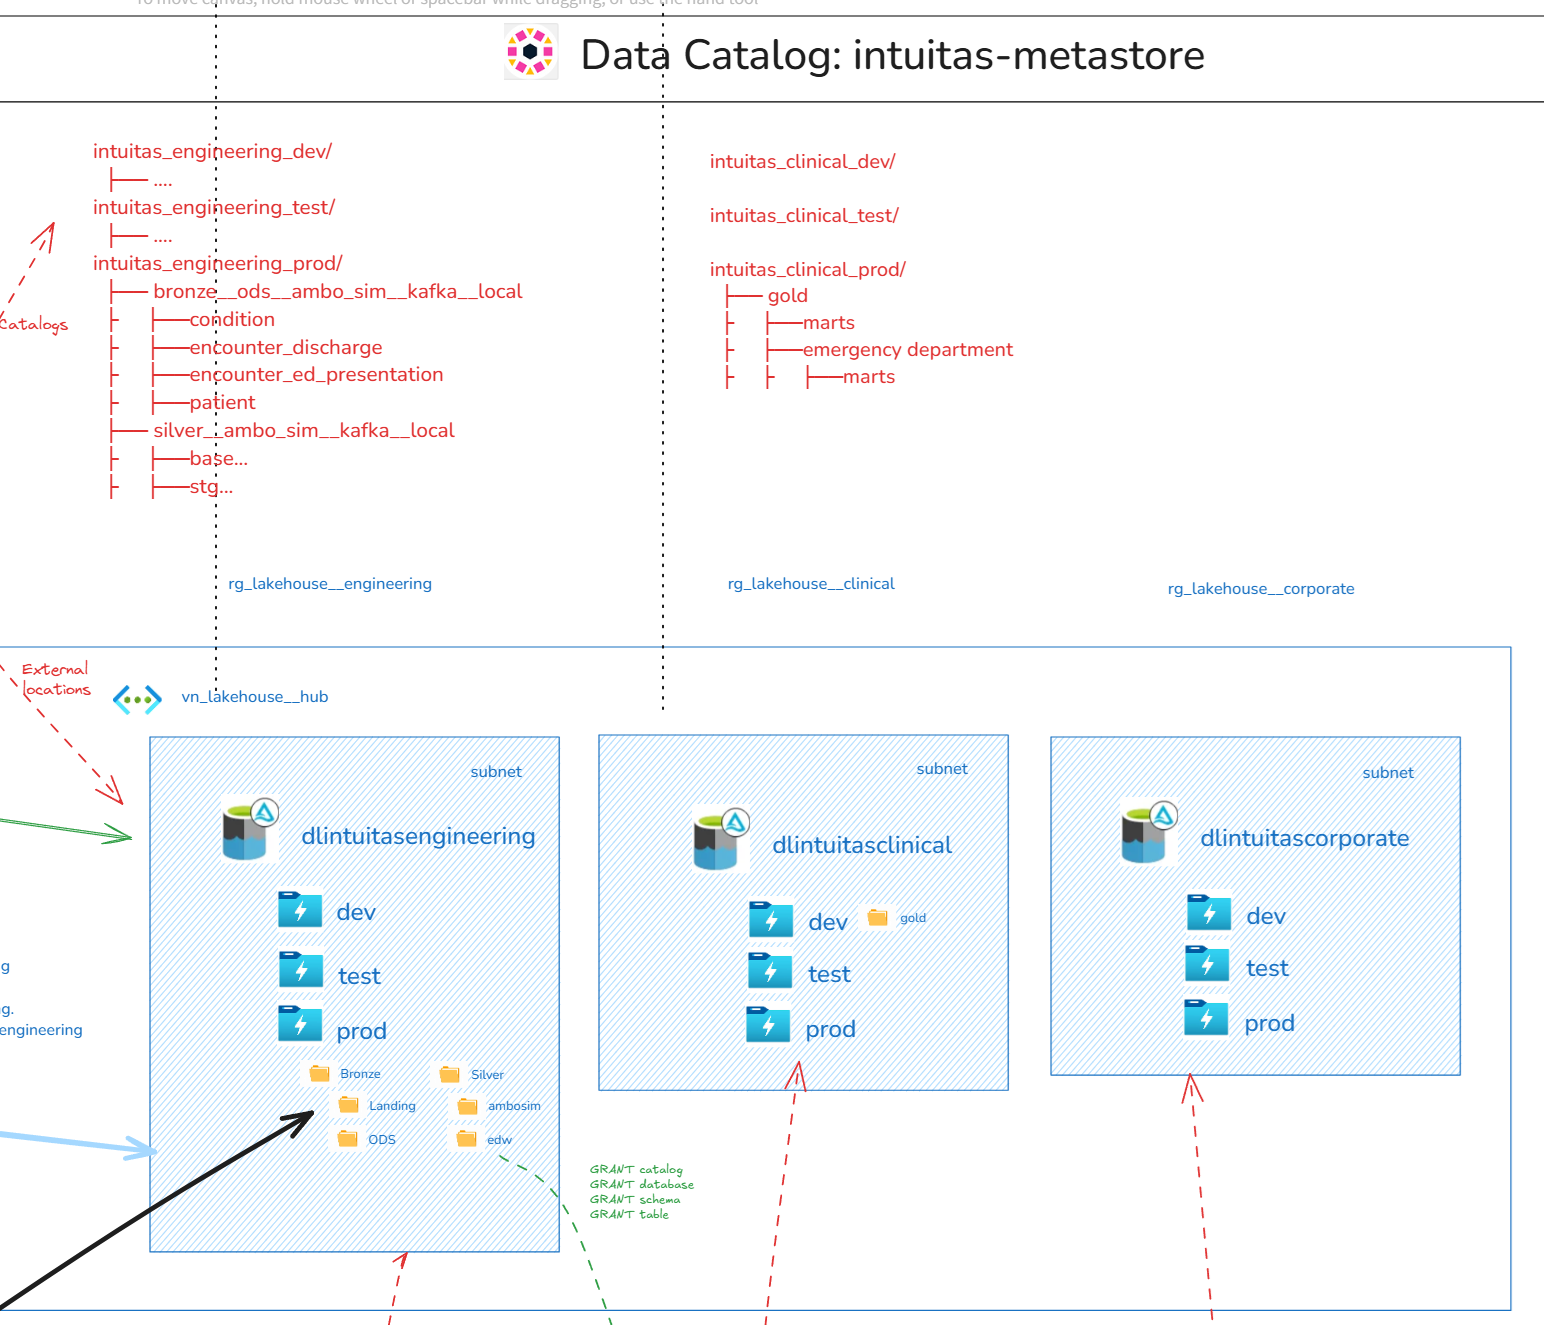 To move canvas, hold mouse wheel or spacebar while dragging, or use the hand tool
Data Catalog: intuitas-metastore
intuitas_engineering_dev/
├── ....
intuitas_engineering_test/
├── ....
intuitas_engineering_prod/
├── bronze__ods__ambo_sim__kafka__local
├ ├──condition
├ ├──encounter_discharge
├ ├──encounter_ed_presentation
├ ├──patient
├── silver__ambo_sim__kafka__local
├ ├──base...
├ ├──stg...
Catalogs
intuitas_clinical_dev/
intuitas_clinical_test/
intuitas_clinical_prod/
├── gold
├ ├──marts
├ ├──emergency department
├ ├ ├──marts
rg_lakehouse__engineering
rg_lakehouse__clinical
rg_lakehouse__corporate
External
locations
vn_lakehouse__hub
subnet
dlintuitasengineering
dev
test
prod
Bronze
Silver
Landing
ambosim
ODS
edw
subnet
dlintuitasclinical
dev
gold
test
prod
subnet
dlintuitascorporate
dev
test
prod
g
g.
engineering
GRANT catalog
GRANT database
GRANT schema
GRANT table